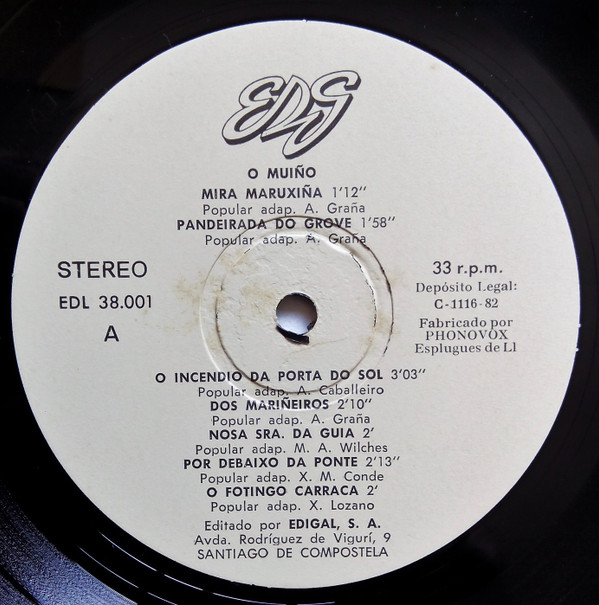 EDG
O MUIÑO
MIRA MARUXIÑA 1'12''
Popular adap. A. Graña
PANDEIRADA DO GROVE 1'58''
Popular adap. A. Graña
STEREO
EDL 38.001
A
33 r.p.m.
Depósito Legal:
C-1116-82
Fabricado por
PHONOVOX
Esplugues de Ll
O INCENDIO DA PORTA DO SOL 3'03''
Popular adap. A. Caballeiro
DOS MARIÑEIROS 2'10''
Popular adap. A. Graña
NOSA SRA. DA GUIA 2'
Popular adap. M. A. Wilches
POR DEBAIXO DA PONTE 2'13''
Popular adap. X. M. Conde
O FOTINGO CARRACA 2'
Popular adap. X. Lozano
Editado por EDIGAL, S. A.
Avda. Rodríguez de Vigurí, 9
SANTIAGO DE COMPOSTELA